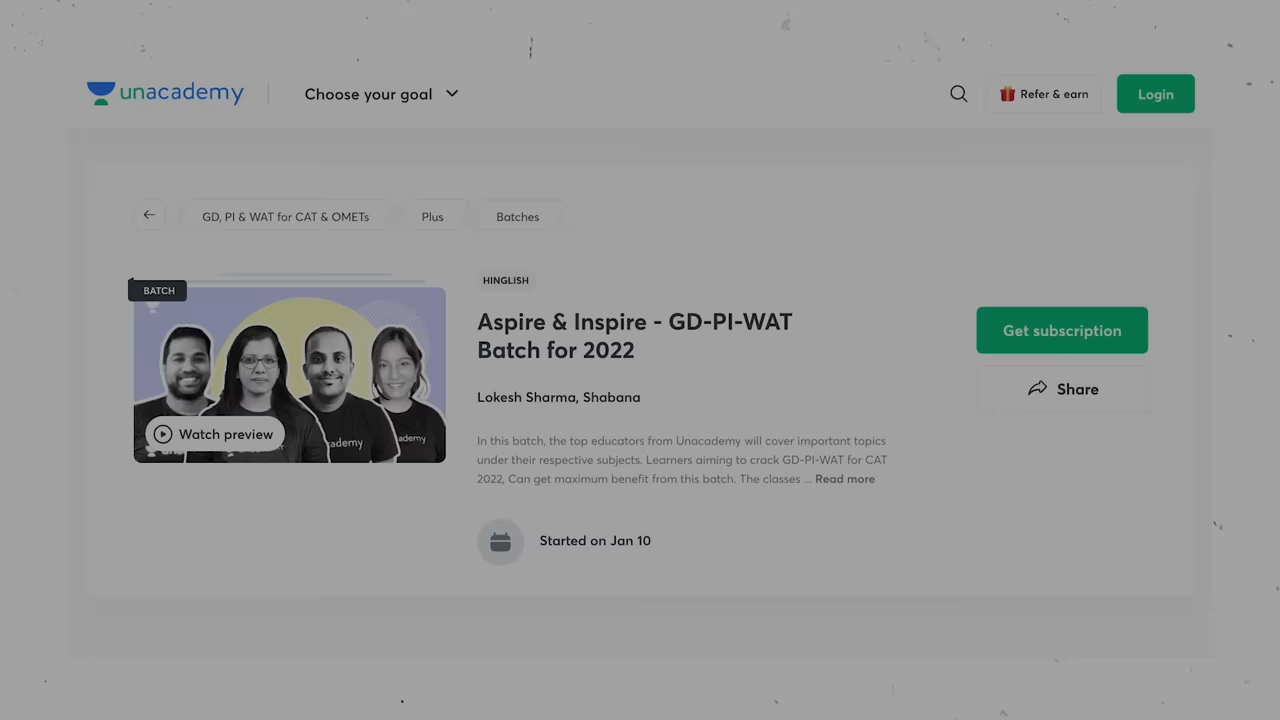 unacademy
Choose your goal
Refer & earn
Login
GD, PI & WAT for CAT & OMETs
Plus
Batches
BATCH
Watch preview
ademy
ademy
HINGLISH
Aspire & Inspire - GD-PI-WAT
Batch for 2022
Lokesh Sharma, Shabana
In this batch, the top educators from Unacademy will cover important topics
under their respective subjects. Learners aiming to crack GD-PI-WAT for CAT
2022, Can get maximum benefit from this batch. The classes ... Read more
Started on Jan 10
Get subscription
Share